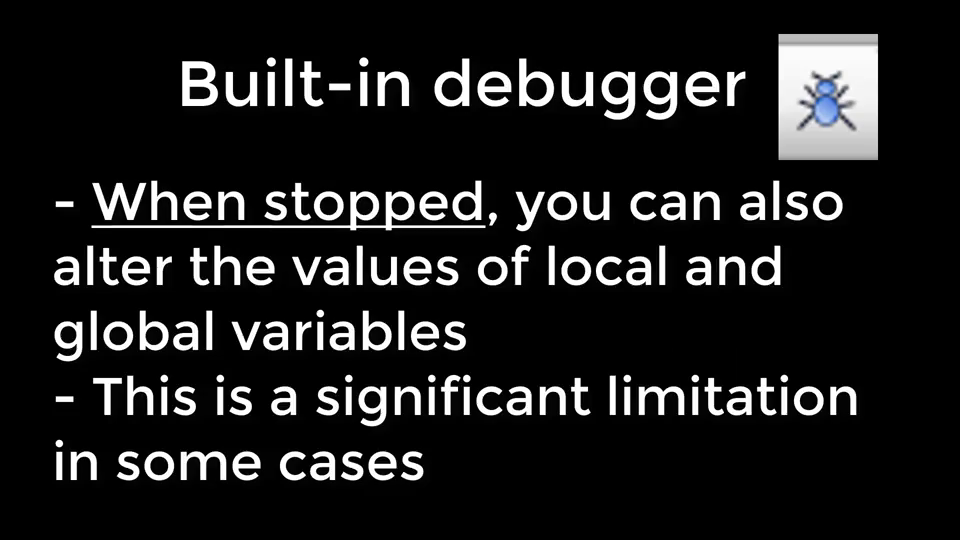 Built-in debugger
- When stopped, you can also
alter the values of local and
global variables
- This is a significant limitation
in some cases